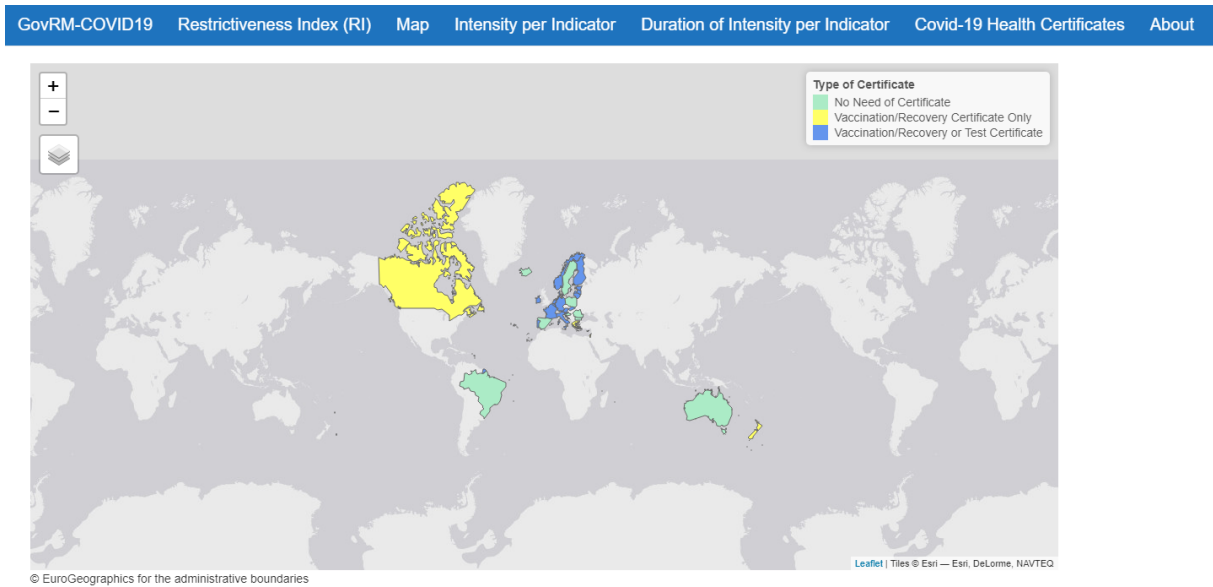 GovRM-COVID19 Restrictiveness Index (RI) Map Intensity per Indicator Duration of Intensity per Indicator Covid-19 Health Certificates About
+
−
Type of Certificate
No Need of Certificate
Vaccination/Recovery Certificate Only
Vaccination/Recovery or Test Certificate
Leaflet | Tiles © Esri — Esri, DeLorme, NAVTEQ
© EuroGeographics for the administrative boundaries